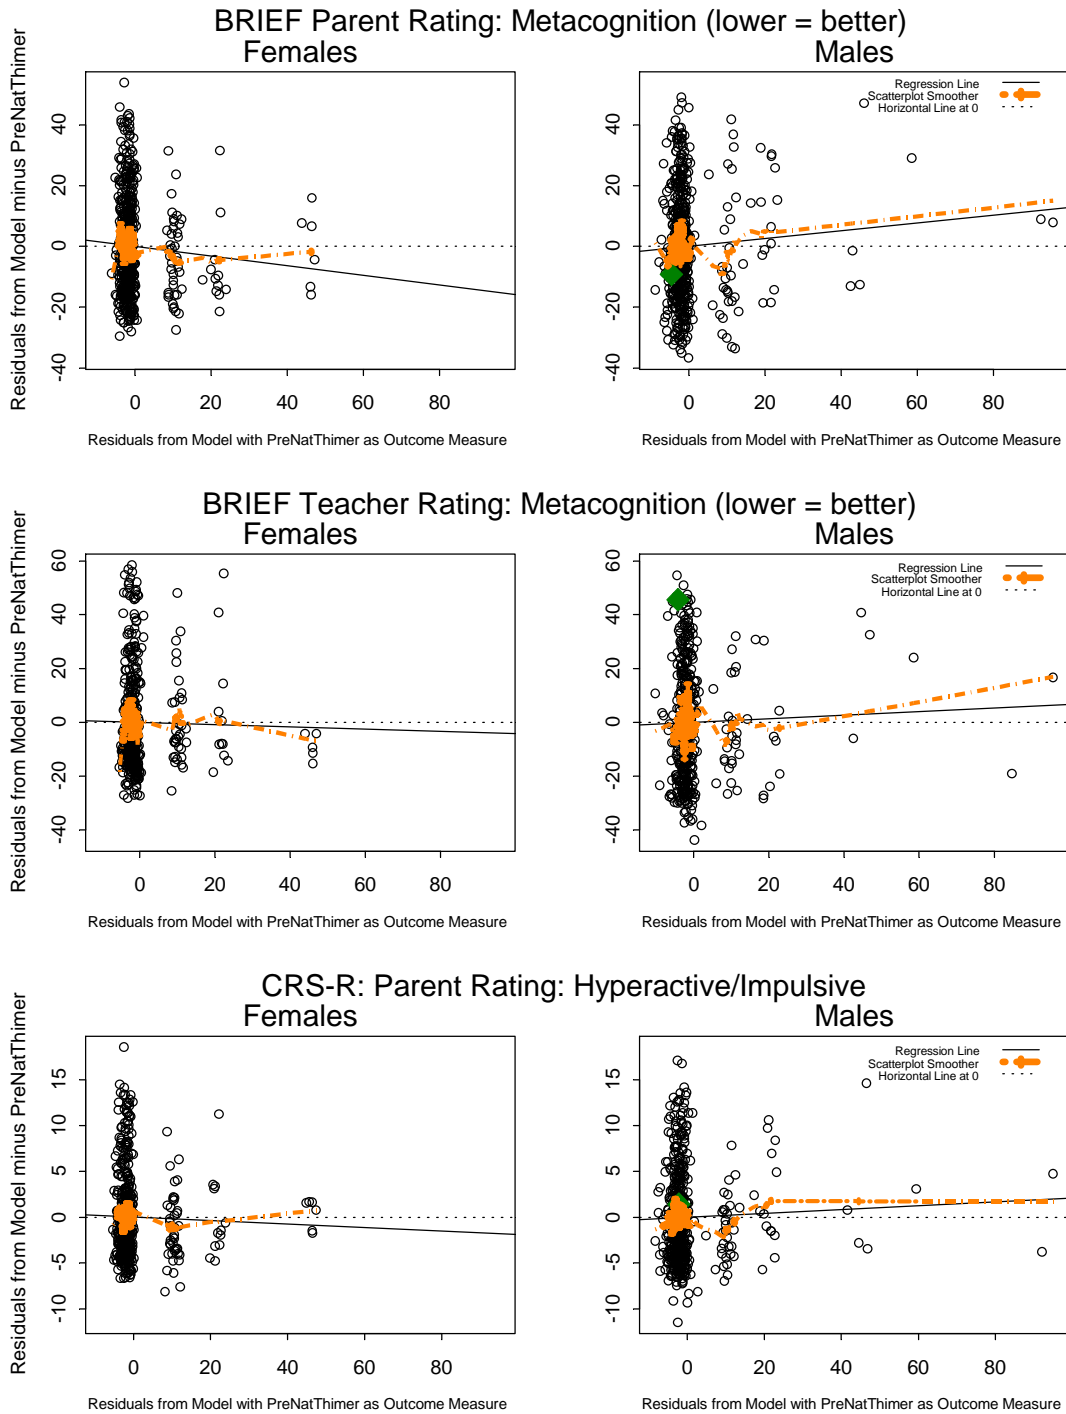 BRIEF Parent Rating: Metacognition (lower = better)
Females
Males
Residuals from Model minus PreNatThimer
40
20
0
-20
-40
0 20 40 60 80
Residuals from Model with PreNatThimer as Outcome Measure
Regression Line
Scatterplot Smoother
Horizontal Line at 0
40
20
0
-20
-40
0 20 40 60 80
Residuals from Model with PreNatThimer as Outcome Measure
BRIEF Teacher Rating: Metacognition (lower = better)
Females
Males
Residuals from Model minus PreNatThimer
60
40
20
0
-20
-40
0 20 40 60 80
Residuals from Model with PreNatThimer as Outcome Measure
Regression Line
Scatterplot Smoother
Horizontal Line at 0
60
40
20
0
-20
-40
0 20 40 60 80
Residuals from Model with PreNatThimer as Outcome Measure
CRS-R: Parent Rating: Hyperactive/Impulsive
Females
Males
Residuals from Model minus PreNatThimer
15
10
5
0
-5
-10
0 20 40 60 80
Residuals from Model with PreNatThimer as Outcome Measure
Regression Line
Scatterplot Smoother
Horizontal Line at 0
15
10
5
0
-5
-10
0 20 40 60 80
Residuals from Model with PreNatThimer as Outcome Measure